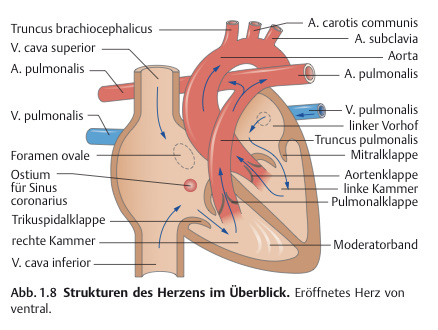 Truncus brachiocephalicus
V. cava superior
A. pulmonalis
V. pulmonalis
Foramen ovale
Ostium
für Sinus
coronarius
Trikuspidalklappe
rechte Kammer
V. cava inferior
A. carotis communis
A. subclavia
Aorta
A. pulmonalis
V. pulmonalis
linker Vorhof
Truncus pulmonalis
Mitralklappe
Aortenklappe
linke Kammer
Pulmonalklappe
Moderatorband
Abb. 1.8 Strukturen des Herzens im Überblick. Eröffnetes Herz von
ventral.